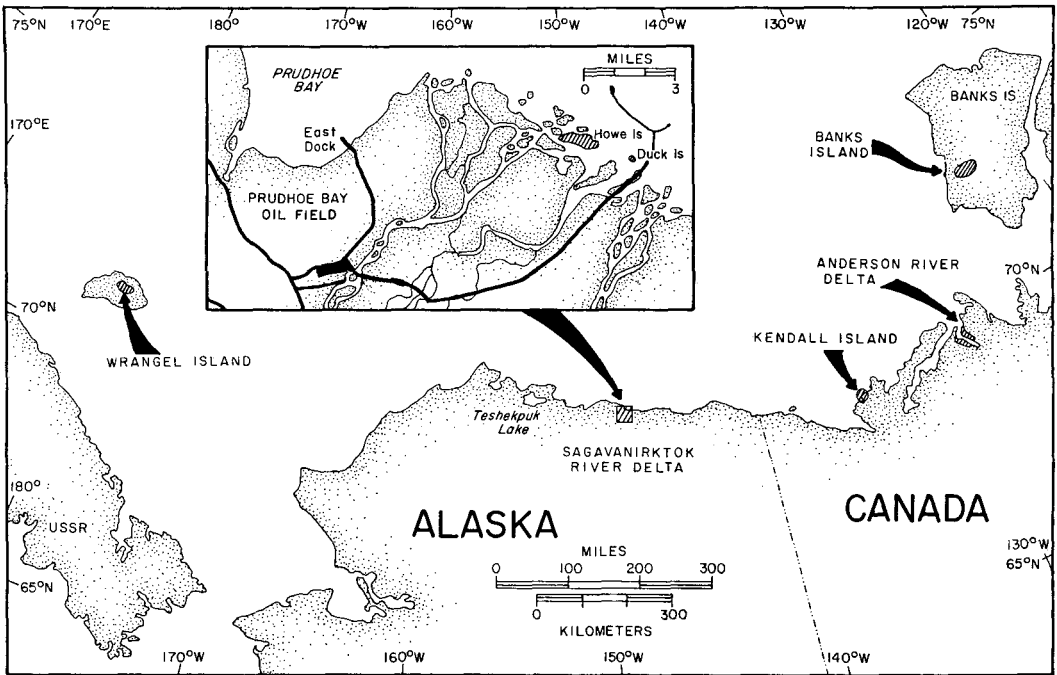 75°N 170°E 180° 170°W 160°W 150°W 140°W 130°W 120°W 75°N
PRUDHOE
BAY
MILES
0 3
East
Dock
Howe Is
Duck Is
PRUDHOE BAY
OIL FIELD
BANKS IS
BANKS
ISLAND
170°E
ANDERSON RIVER
DELTA
70°N
70°N
KENDALL ISLAND
WRANGEL ISLAND
Teshekpuk
Lake
SAGAVANIRKTOK
RIVER DELTA
180°
USSR
ALASKA
CANADA
MILES
0 100 200 300
0 300
KILOMETERS
130°W
65°N
65°N
170°W 160°W 150°W 140°W